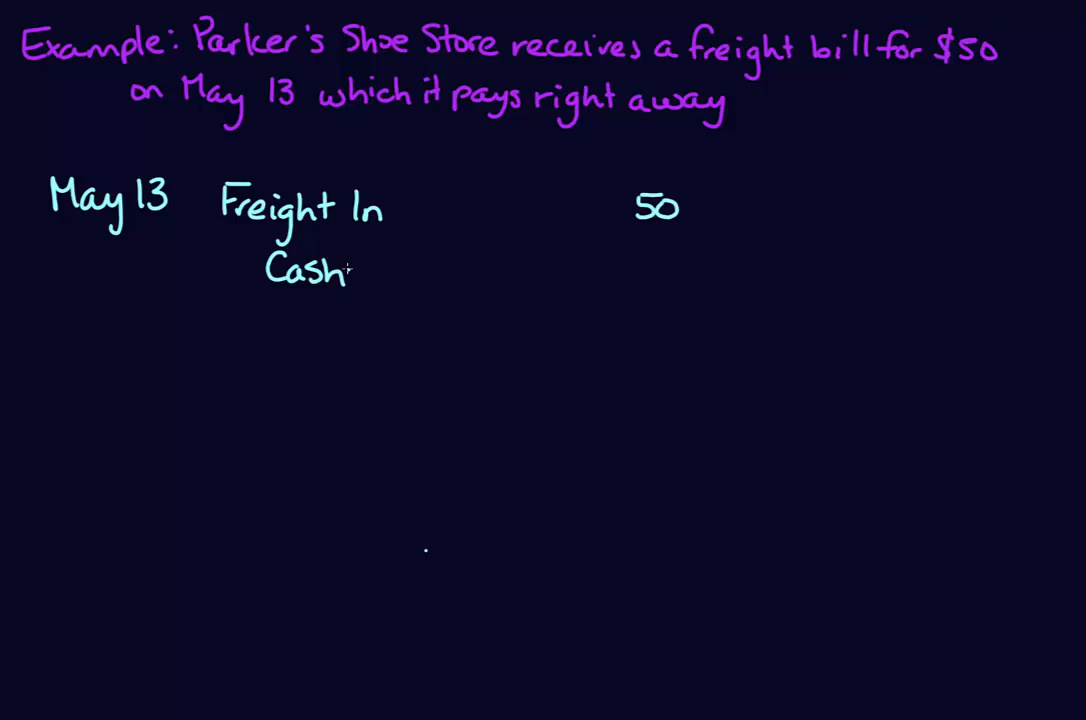 Example: Parker's Shoe Store receives a freight bill for $50
on May 13 which it pays right away
May 13 Freight In 50
Cash